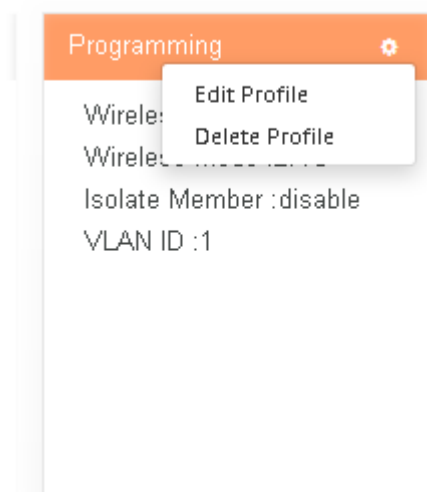 Programming
Edit Profile
Delete Profile
Isolate Member :disable
VLAN ID :1